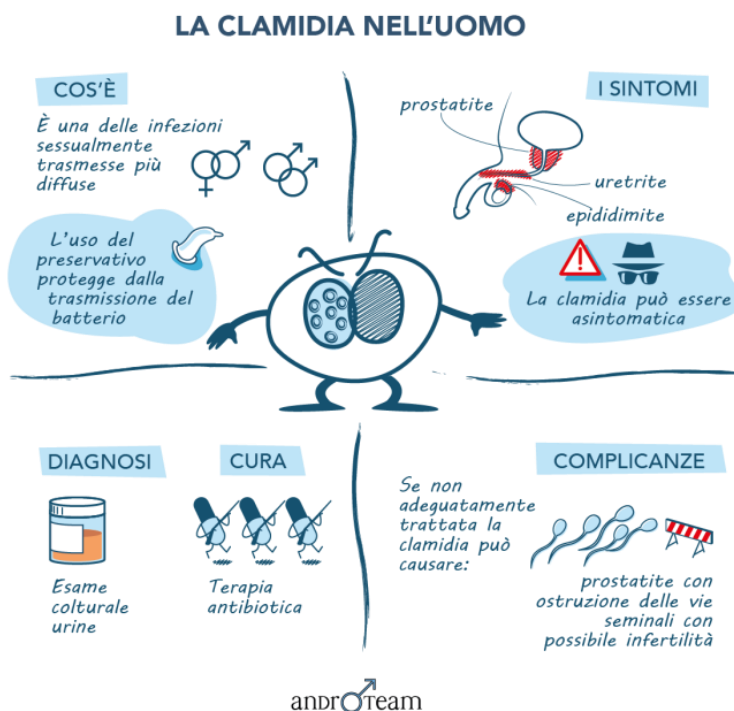 LA CLAMIDIA NELL'UOMO
COS'È
È una delle infezioni
sessualmente
trasmesse più
diffuse
L'uso del
preservativo
protegge dalla
trasmissione del
batterio
I SINTOMI
prostatite
uretrite
epididimite
La clamidia può essere
asintomatica
DIAGNOSI
Esame
colturale
urine
CURA
Terapia
antibiotica
COMPLICANZE
Se non
adeguatamente
trattata la
clamidia può
causare:
prostatite con
ostruzione delle vie
seminali con
possibile infertilità
androteam